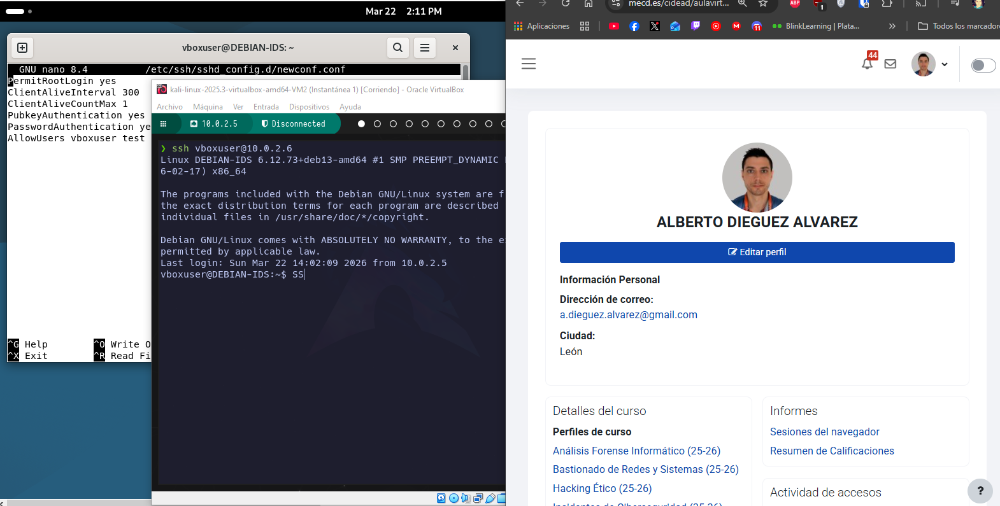 Mar 22 2:11 PM
vboxuser@DEBIAN-IDS: ~
GNU nano 8.4 /etc/ssh/sshd_config.d/newconf.conf
PermitRootLogin yes
ClientAliveInterval 300
ClientAliveCountMax 1
PubkeyAuthentication yes
PasswordAuthentication ye
AllowUsers vboxuser test
^G Help ^O Write O
^X Exit ^R Read Fi
kali-linux-2025.3-virtualbox-amd64-VM2 (Instantánea 1) [Corriendo] - Oracle VirtualBox
Archivo Máquina Ver Entrada Dispositivos Ayuda
10.0.2.5 Disconnected
❯ ssh vboxuser@10.0.2.6
Linux DEBIAN-IDS 6.12.73+deb13-amd64 #1 SMP PREEMPT_DYNAMIC
6-02-17) x86_64
The programs included with the Debian GNU/Linux system are f
the exact distribution terms for each program are described
individual files in /usr/share/doc/*/copyright.
Debian GNU/Linux comes with ABSOLUTELY NO WARRANTY, to the e
permitted by applicable law.
Last login: Sun Mar 22 14:02:09 2026 from 10.0.2.5
vboxuser@DEBIAN-IDS:~$ SS
mecd.es/cidead/aulavirt...
ABP
1
Aplicaciones
11
BlinkLearning | Plata...
»
Todos los marcador
44
ALBERTO DIEGUEZ ALVAREZ
Editar perfil
Información Personal
Dirección de correo:
a.dieguez.alvarez@gmail.com
Ciudad:
León
Detalles del curso
Perfiles de curso
Análisis Forense Informático (25-26)
Bastionado de Redes y Sistemas (25-26)
Hacking Ético (25-26)
Incidentes de Ciberseguridad (25-26)
Informes
Sesiones del navegador
Resumen de Calificaciones
Actividad de accesos
?